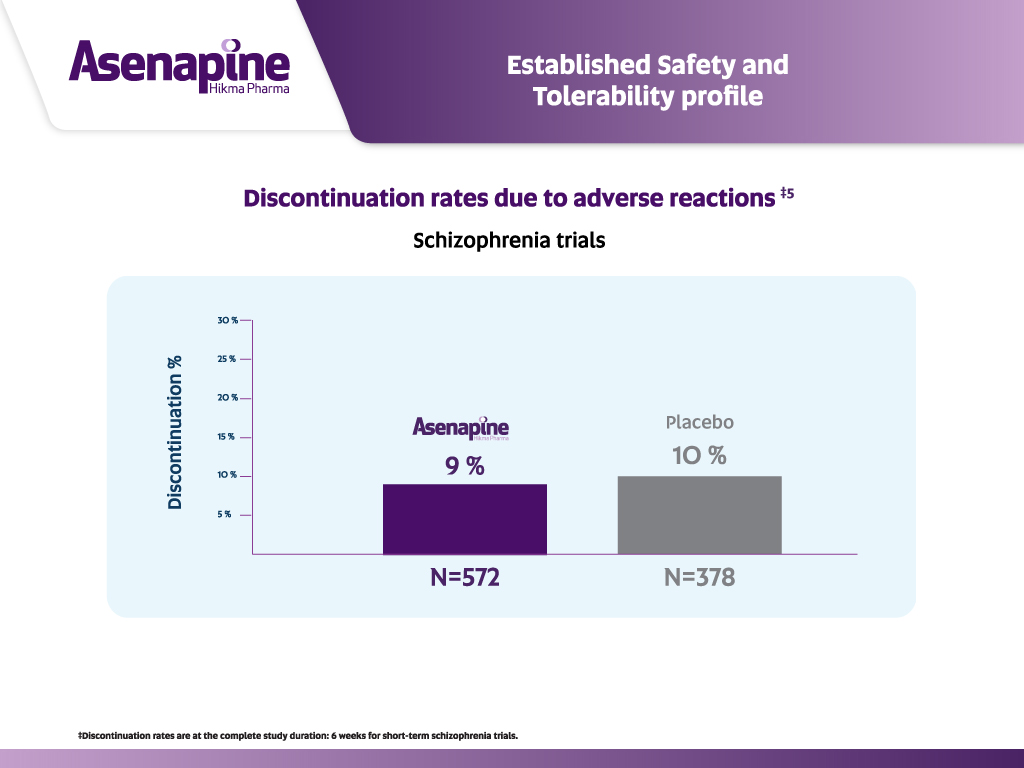 Asenapine
Hikma Pharma
Established Safety and
Tolerability profile
Discontinuation rates due to adverse reactions ‡5
Schizophrenia trials
Discontinuation %
30 %
25 %
20 %
15 %
10 %
5 %
Asenapine
Hikma Pharma
9 %
Placebo
10 %
N=572
N=378
‡Discontinuation rates are at the complete study duration: 6 weeks for short-term schizophrenia trials.